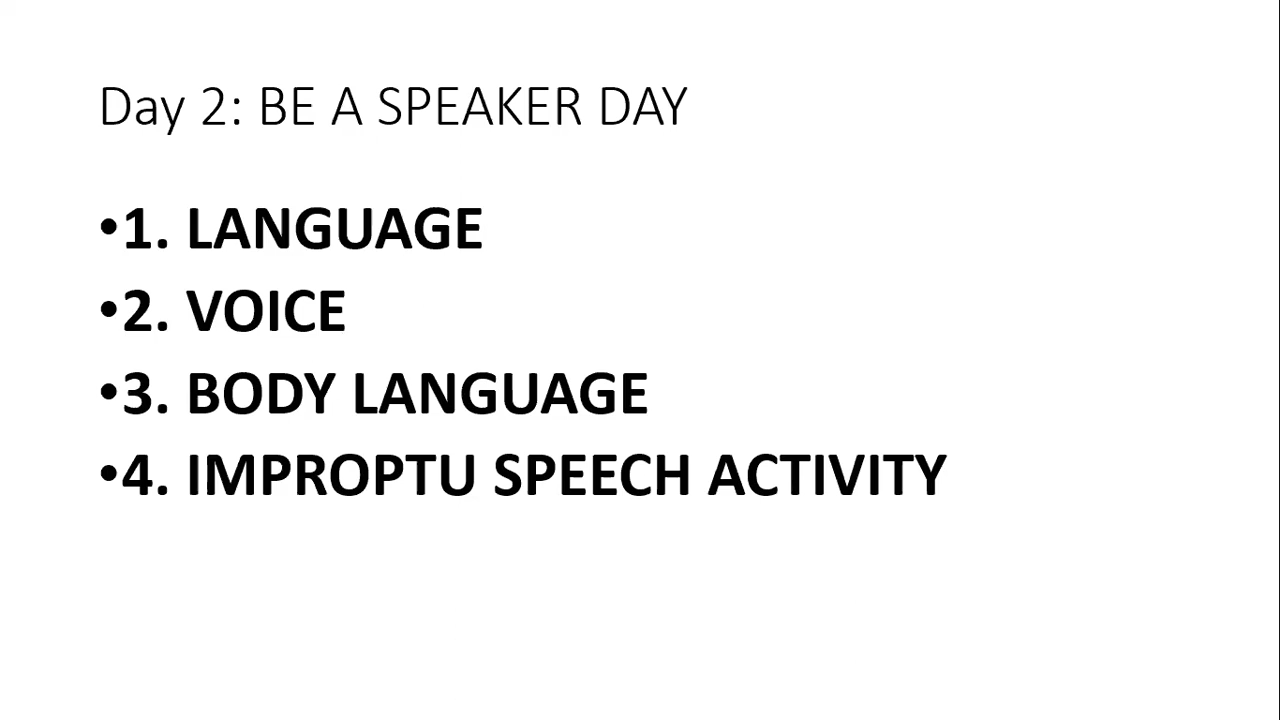 Day 2: BE A SPEAKER DAY
•1. LANGUAGE
•2. VOICE
•3. BODY LANGUAGE
•4. IMPROPTU SPEECH ACTIVITY